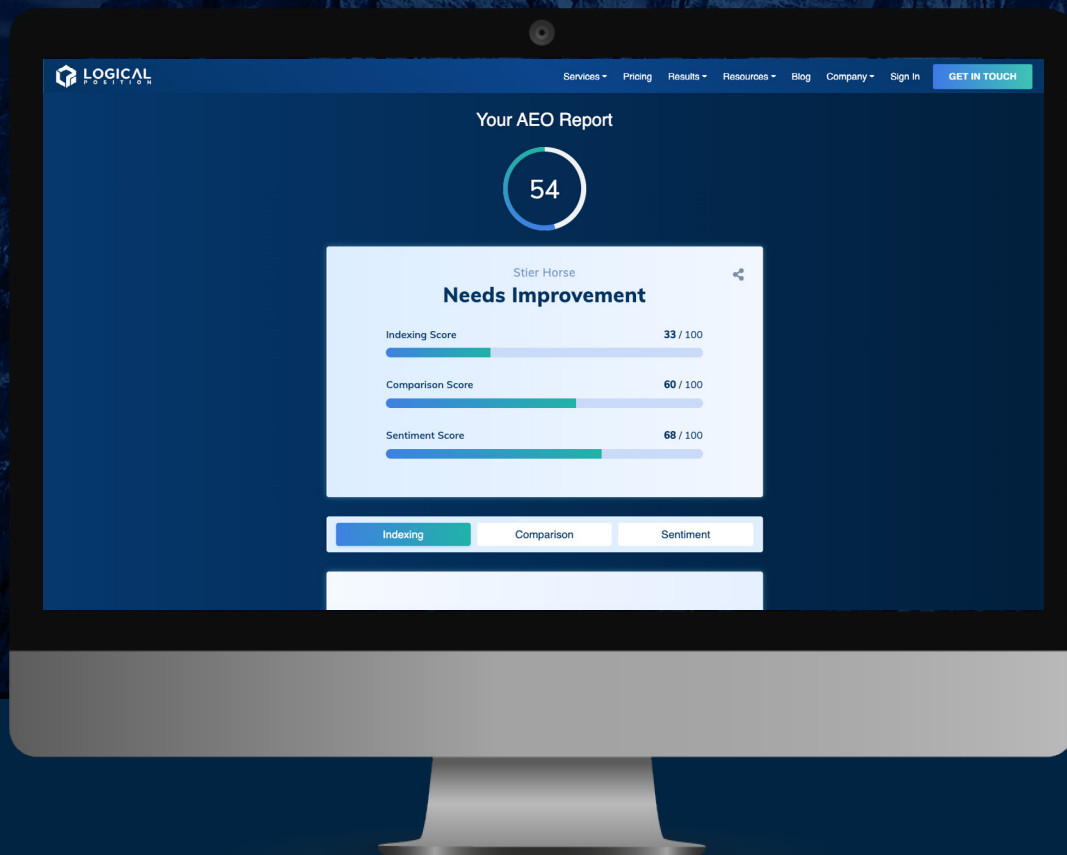 LOGICAL
POSITION
Services Pricing Results Resources Blog Company Sign In GET IN TOUCH
Your AEO Report
54
Stier Horse
Needs Improvement
Indexing Score 33 / 100
Comparison Score 60 / 100
Sentiment Score 68 / 100
Indexing Comparison Sentiment